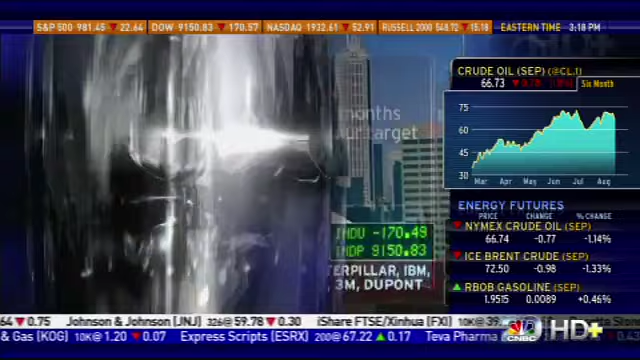 S&P 500 981.45 ▼ 22.64 DOW 9150.83 ▼ 170.57 NASDAQ 1932.61 ▼ 52.91 RUSSELL 2000 548.72 ▼ 15.18 EASTERN TIME 3:18 PM
CRUDE OIL (SEP) (@CL.1)
66.73
Six Month
75
60
45
30
Mar Apr May Jun Jul Aug
months
target
ENERGY FUTURES
PRICE CHANGE % CHANGE
▼ NYMEX CRUDE OIL (SEP)
66.74 -0.77 -1.14%
▼ ICE BRENT CRUDE (SEP)
72.50 -0.98 -1.33%
▲ RBOB GASOLINE (SEP)
1.9515 0.0089 +0.46%
INDU -170.49
INDP 9150.83
TERPILLAR, IBM,
3M, DUPONT
64 ▼ 0.75 Johnson & Johnson [JNJ] 326@59.78 ▼ 0.30 iShare FTSE/Xinhua [FXI] 10K@39.
& Gas [KOG] 10K@1.20 ▼ 0.07 Express Scripts [ESRX] 200@67.22 ▲ 0.17 Teva Pharma
CNBC HD+